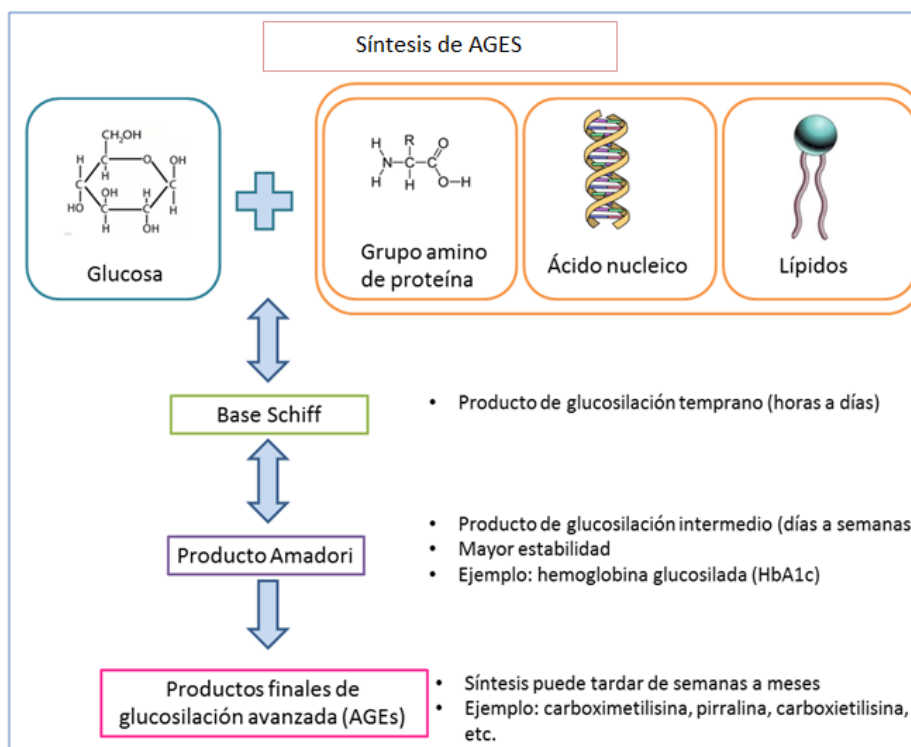 Síntesis de AGES
CH₂OH
H
O
OH
H
H
OH
H
HO
H
H
OH
Glucosa
H
R
O
N
C
C
H
H
O
H
Grupo amino
de proteína
Ácido nucleico
Lípidos
Base Schiff
• Producto de glucosilación temprano (horas a días)
Producto Amadori
• Producto de glucosilación intermedio (días a semanas
• Mayor estabilidad
• Ejemplo: hemoglobina glucosilada (HbA1c)
Productos finales de
glucosilación avanzada (AGEs)
• Síntesis puede tardar de semanas a meses
• Ejemplo: carboximetilisina, pirralina, carboxietilisina,
etc.